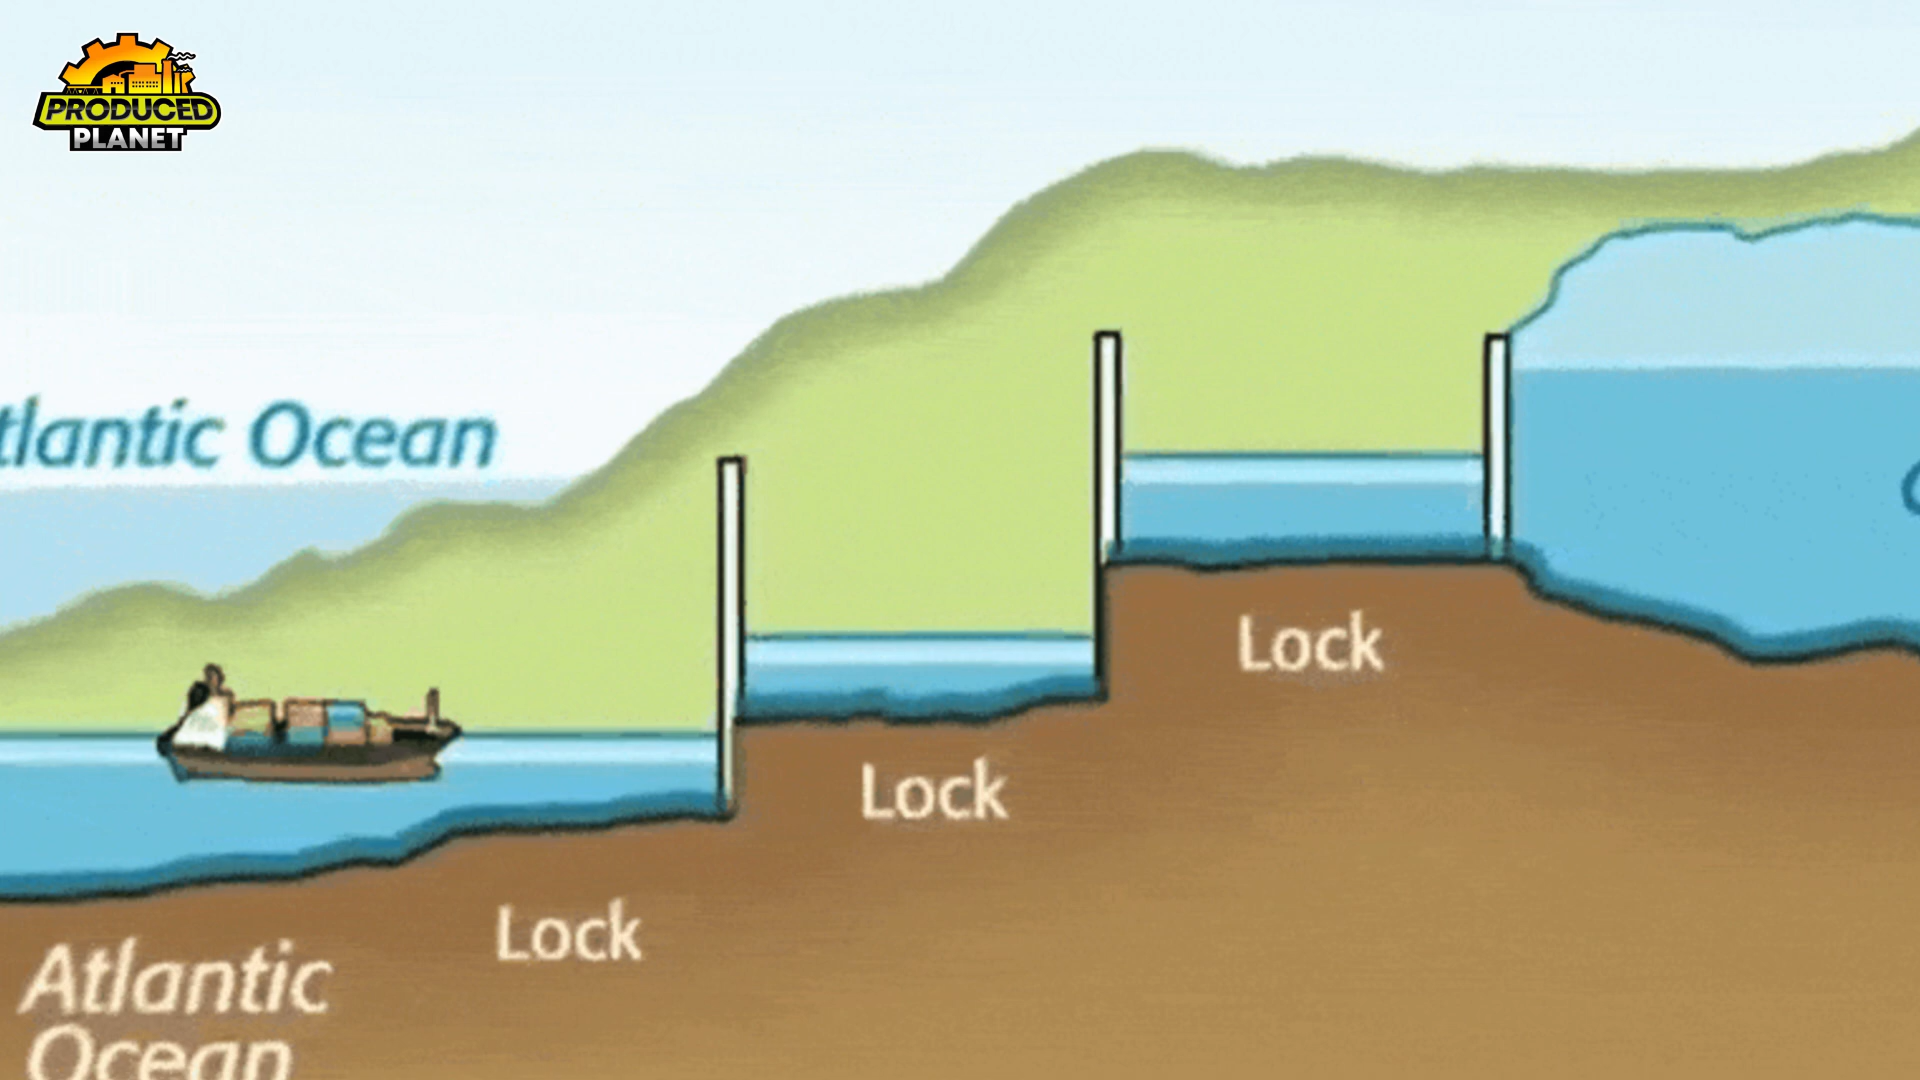 PRODUCED
PLANET
tlantic Ocean
Lock
Lock
Lock
Atlantic
Ocean